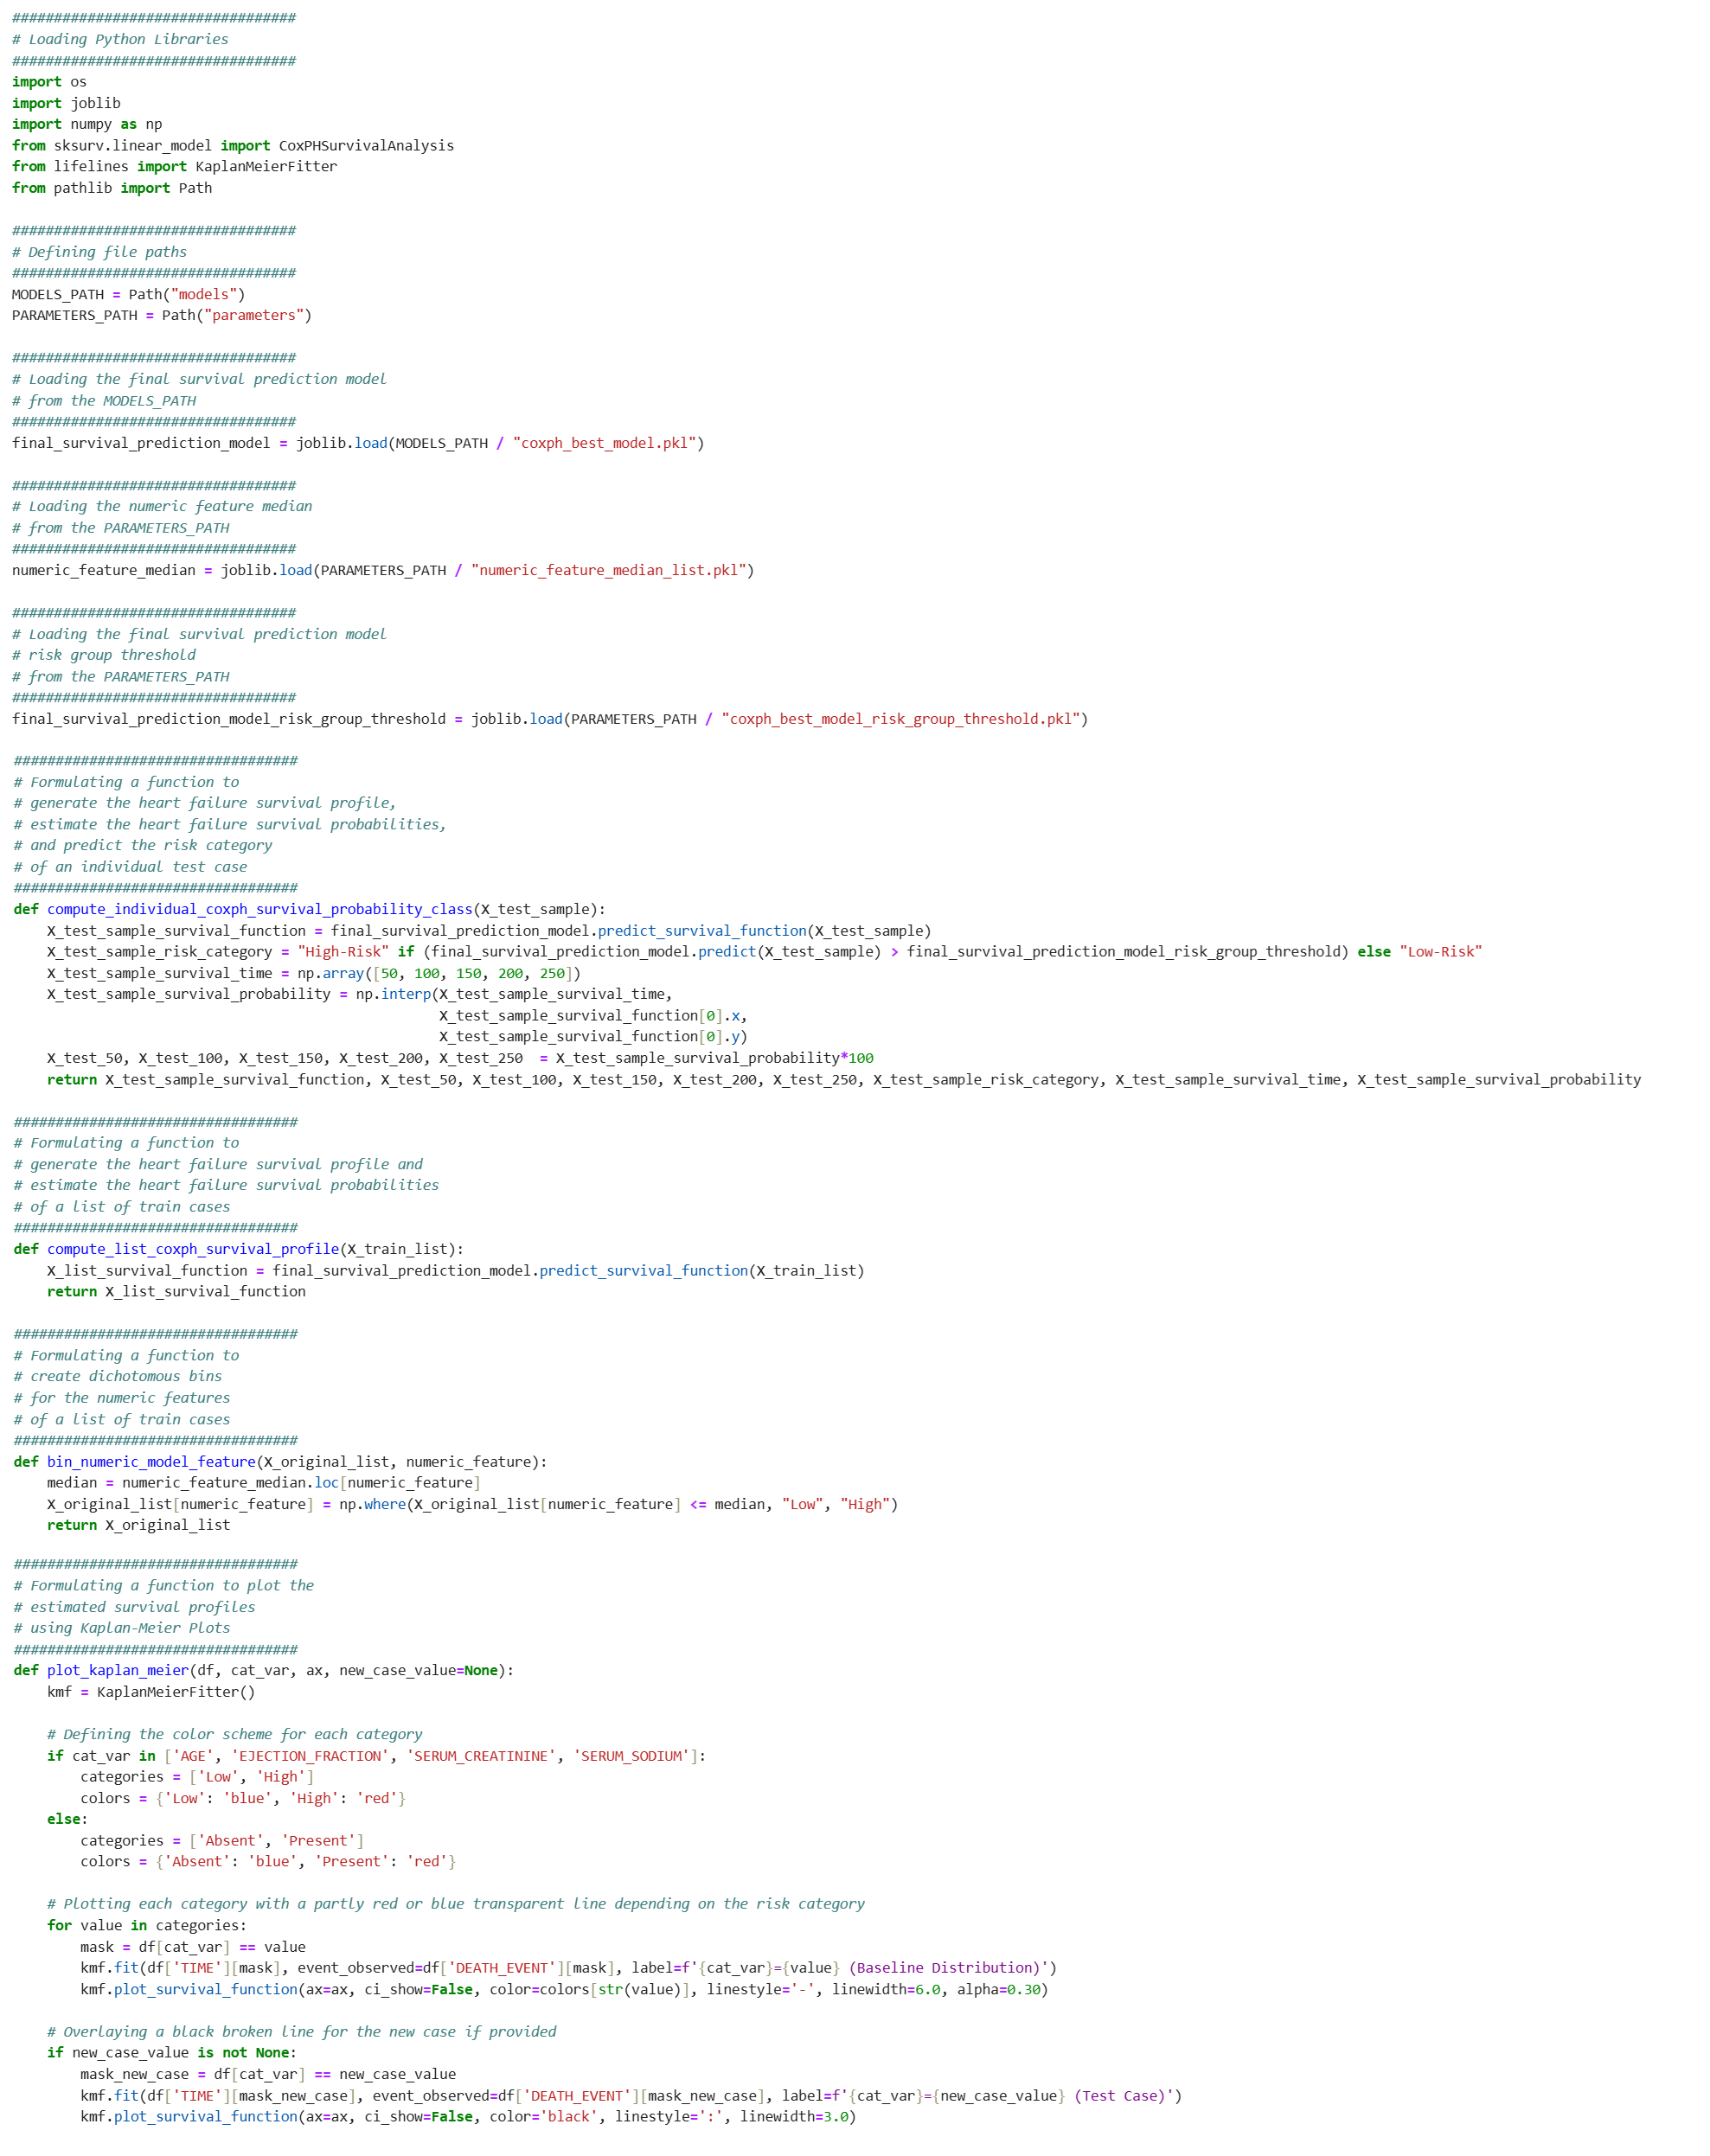 ##################################
# Loading Python Libraries
##################################
import os
import joblib
import numpy as np
from sksurv.linear_model import CoxPHSurvivalAnalysis
from lifelines import KaplanMeierFitter
from pathlib import Path

##################################
# Defining file paths
##################################
MODELS_PATH = Path("models")
PARAMETERS_PATH = Path("parameters")

##################################
# Loading the final survival prediction model
# from the MODELS_PATH
##################################
final_survival_prediction_model = joblib.load(MODELS_PATH / "coxph_best_model.pkl")

##################################
# Loading the numeric feature median
# from the PARAMETERS_PATH
##################################
numeric_feature_median = joblib.load(PARAMETERS_PATH / "numeric_feature_median_list.pkl")

##################################
# Loading the final survival prediction model
# risk group threshold
# from the PARAMETERS_PATH
##################################
final_survival_prediction_model_risk_group_threshold = joblib.load(PARAMETERS_PATH / "coxph_best_model_risk_group_threshold.pkl")

##################################
# Formulating a function to
# generate the heart failure survival profile,
# estimate the heart failure survival probabilities,
# and predict the risk category
# of an individual test case
##################################
def compute_individual_coxph_survival_probability_class(X_test_sample):
    X_test_sample_survival_function = final_survival_prediction_model.predict_survival_function(X_test_sample)
    X_test_sample_risk_category = "High-Risk" if (final_survival_prediction_model.predict(X_test_sample) > final_survival_prediction_model_risk_group_threshold) else "Low-Risk"
    X_test_sample_survival_time = np.array([50, 100, 150, 200, 250])
    X_test_sample_survival_probability = np.interp(X_test_sample_survival_time,
                                                   X_test_sample_survival_function[0].x,
                                                   X_test_sample_survival_function[0].y)
    X_test_50, X_test_100, X_test_150, X_test_200, X_test_250  = X_test_sample_survival_probability*100
    return X_test_sample_survival_function, X_test_50, X_test_100, X_test_150, X_test_200, X_test_250, X_test_sample_risk_category, X_test_sample_survival_time, X_test_sample_survival_probability

##################################
# Formulating a function to
# generate the heart failure survival profile and
# estimate the heart failure survival probabilities
# of a list of train cases
##################################
def compute_list_coxph_survival_profile(X_train_list):
    X_list_survival_function = final_survival_prediction_model.predict_survival_function(X_train_list)
    return X_list_survival_function

##################################
# Formulating a function to
# create dichotomous bins
# for the numeric features
# of a list of train cases
##################################
def bin_numeric_model_feature(X_original_list, numeric_feature):
    median = numeric_feature_median.loc[numeric_feature]
    X_original_list[numeric_feature] = np.where(X_original_list[numeric_feature] <= median, "Low", "High")
    return X_original_list

##################################
# Formulating a function to plot the
# estimated survival profiles
# using Kaplan-Meier Plots
##################################
def plot_kaplan_meier(df, cat_var, ax, new_case_value=None):
    kmf = KaplanMeierFitter()

    # Defining the color scheme for each category
    if cat_var in ['AGE', 'EJECTION_FRACTION', 'SERUM_CREATININE', 'SERUM_SODIUM']:
        categories = ['Low', 'High']
        colors = {'Low': 'blue', 'High': 'red'}
    else:
        categories = ['Absent', 'Present']
        colors = {'Absent': 'blue', 'Present': 'red'}

    # Plotting each category with a partly red or blue transparent line depending on the risk category
    for value in categories:
        mask = df[cat_var] == value
        kmf.fit(df['TIME'][mask], event_observed=df['DEATH_EVENT'][mask], label=f'{cat_var}={value} (Baseline Distribution)')
        kmf.plot_survival_function(ax=ax, ci_show=False, color=colors[str(value)], linestyle='-', linewidth=6.0, alpha=0.30)

    # Overlaying a black broken line for the new case if provided
    if new_case_value is not None:
        mask_new_case = df[cat_var] == new_case_value
        kmf.fit(df['TIME'][mask_new_case], event_observed=df['DEATH_EVENT'][mask_new_case], label=f'{cat_var}={new_case_value} (Test Case)')
        kmf.plot_survival_function(ax=ax, ci_show=False, color='black', linestyle=':', linewidth=3.0)